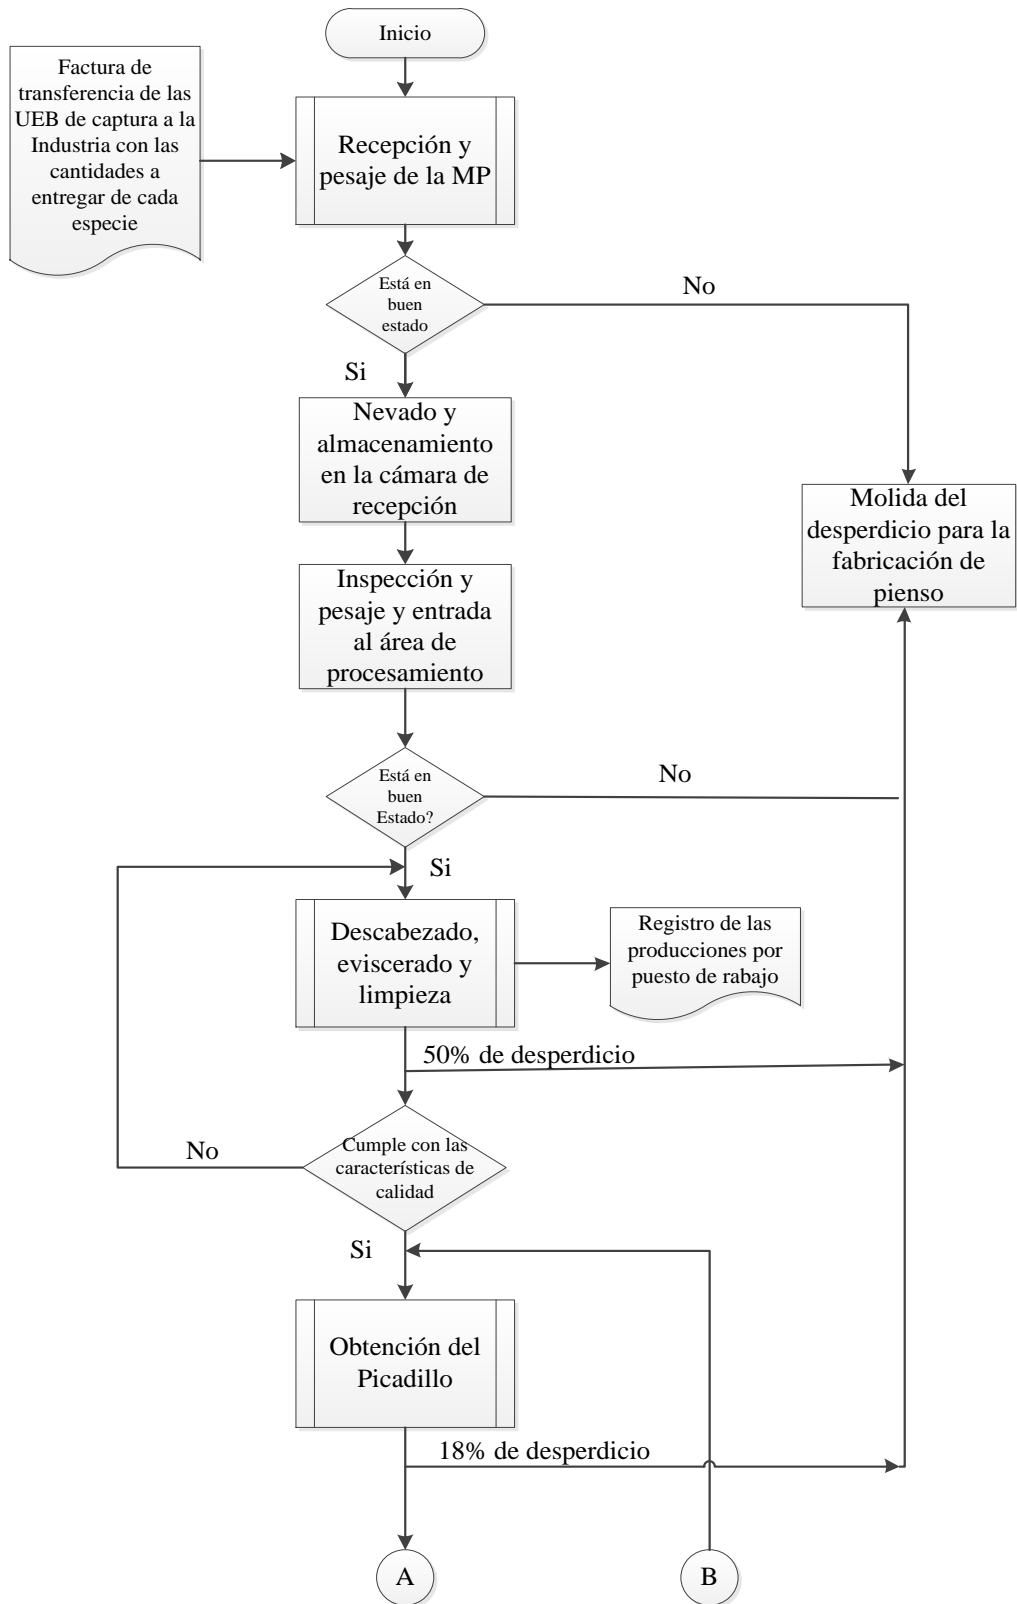 Inicio
Factura de
transferencia de las
UEB de captura a la
Industria con las
cantidades a
entregar de cada
especie
Recepción y
pesaje de la MP
Está en
buen
estado
No
Si
Nevado y
almacenamiento
en la cámara de
recepción
Molida del
desperdicio para la
fabricación de
pienso
Inspección y
pesaje y entrada
al área de
procesamiento
Está en
buen
Estado?
No
Si
Descabezado,
eviscerado y
limpieza
Registro de las
producciones por
puesto de rabajo
50% de desperdicio
Cumple con las
características de
calidad
No
Si
Obtención del
Picadillo
18% de desperdicio
A
B